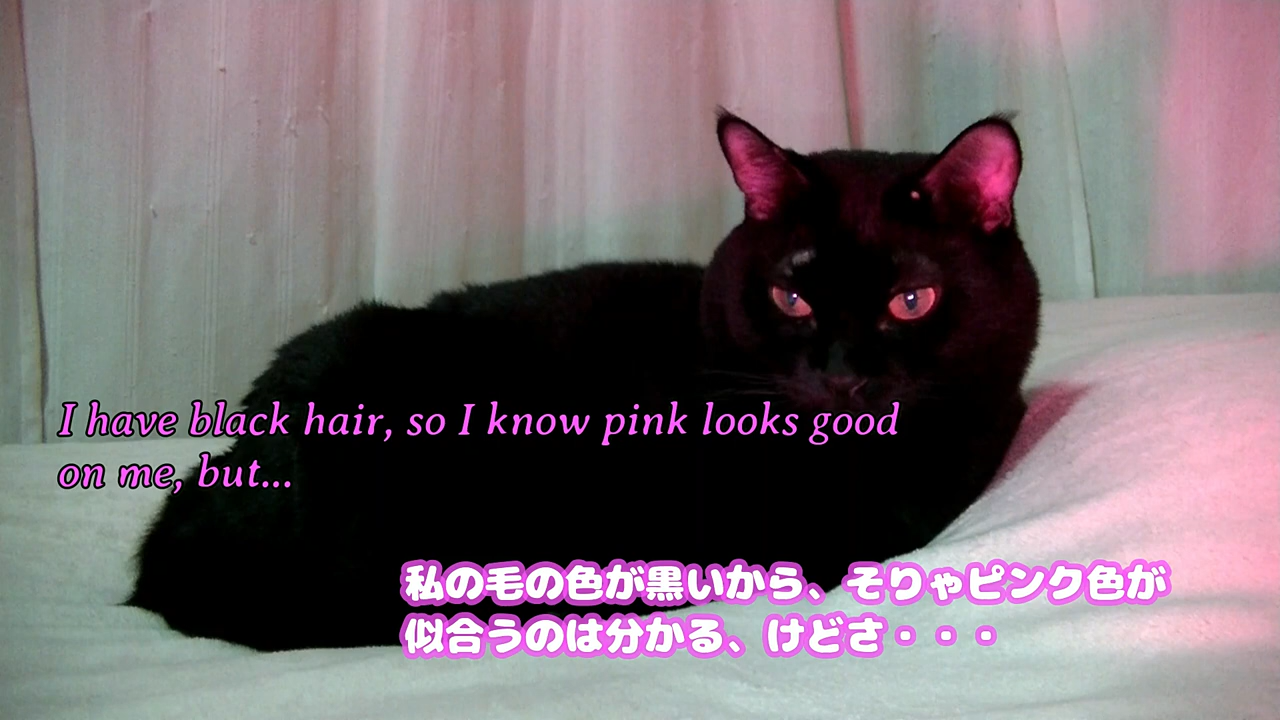 I have black hair, so I know pink looks good
on me, but...
私の毛の色が黒いから、そりゃピンク色が
似合うのは分かる、けどさ・・・